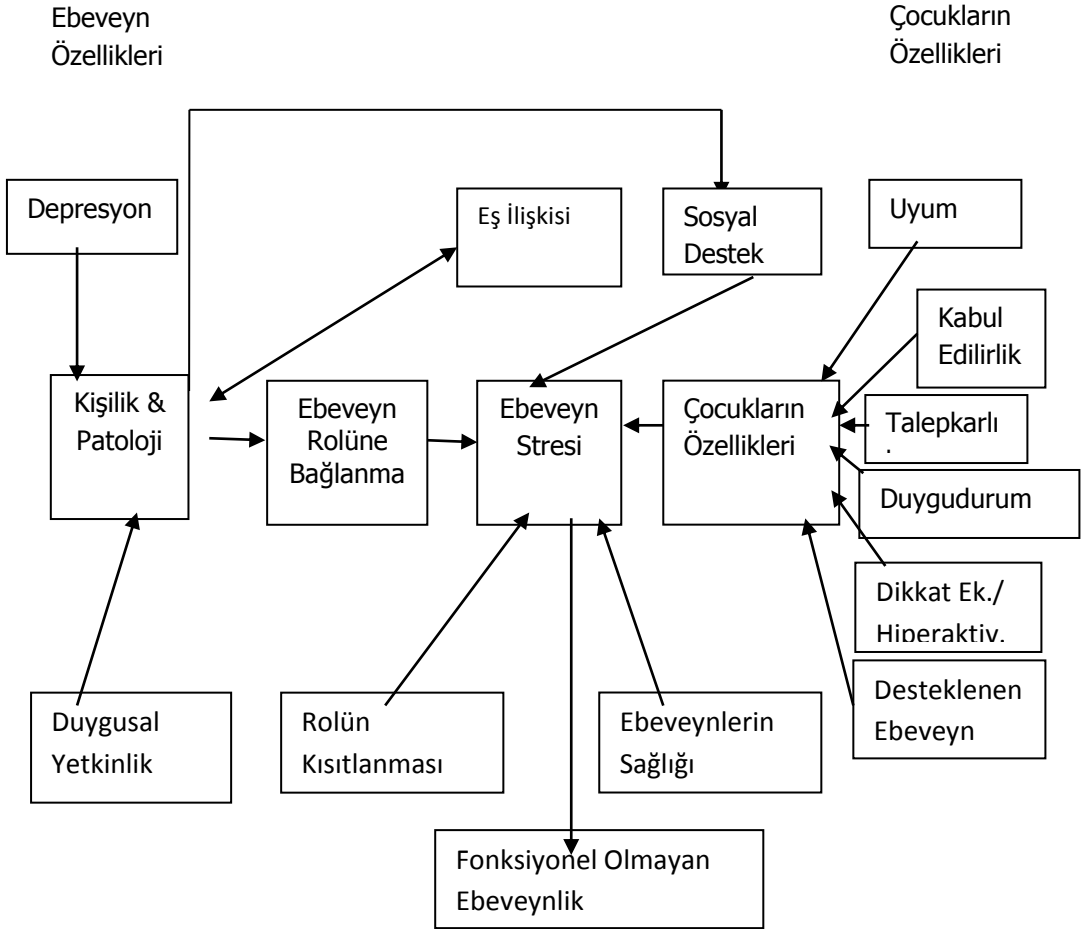 Ebeveyn
Özellikleri
Çocukların
Özellikleri
Depresyon
Eş İlişkisi
Sosyal
Destek
Uyum
Kabul
Edilirlik
Kişilik &
Patoloji
Ebeveyn
Rolüne
Bağlanma
Ebeveyn
Stresi
Çocukların
Özellikleri
Talepkarlı
Duygudurum
Dikkat Ek./
Hiperaktiv.
Desteklenen
Ebeveyn
Duygusal
Yetkinlik
Rolün
Kısıtlanması
Ebeveynlerin
Sağlığı
Fonksiyonel Olmayan
Ebeveynlik